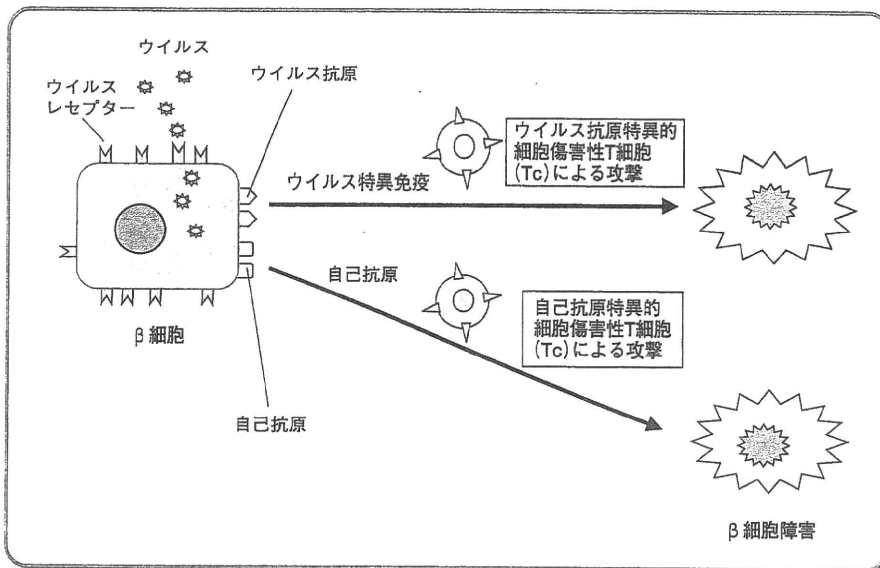 ウイルス
ウイルス
レセプター
ウイルス抗原
ウイルス抗原特異的
細胞傷害性T細胞
(Tc)による攻撃
ウイルス特異免疫
自己抗原
自己抗原特異的
細胞傷害性T細胞
(Tc)による攻撃
β細胞
自己抗原
β細胞障害